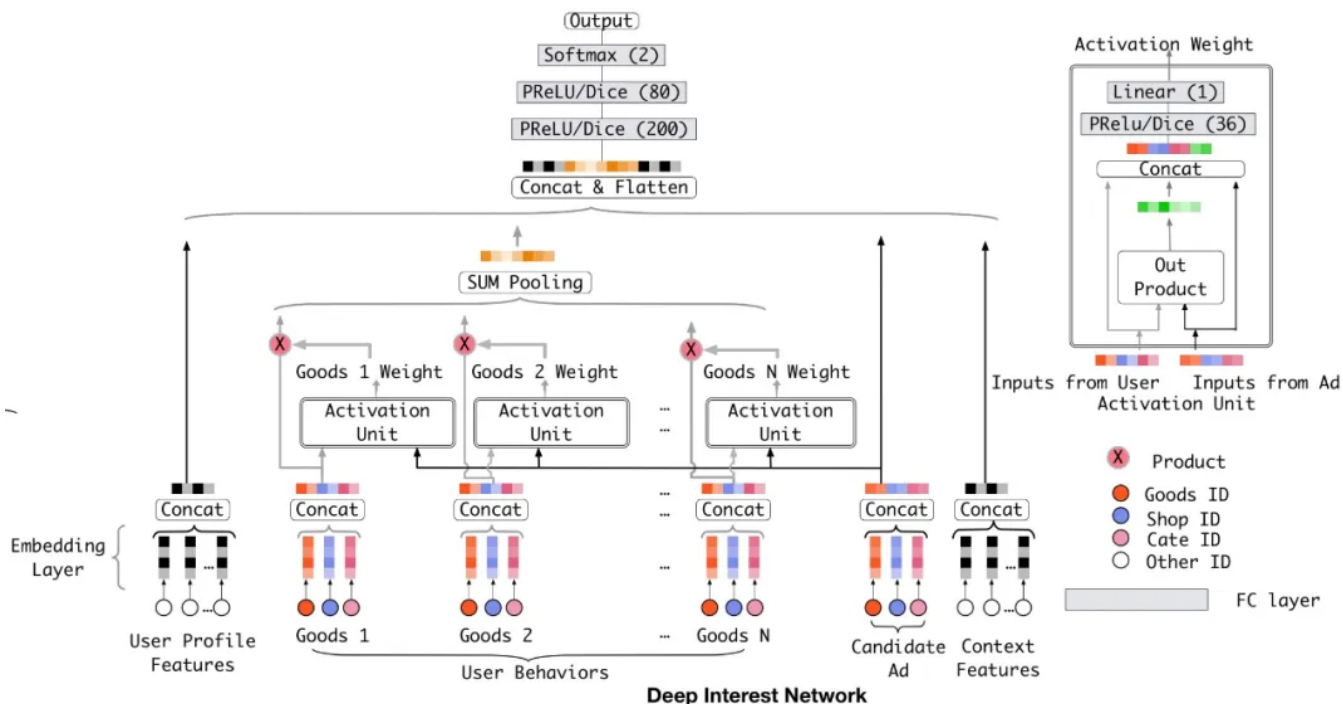 Output
Softmax (2)
PReLU/Dice (80)
PReLU/Dice (200)
Concat & Flatten
SUM Pooling
X
X
X
Goods 1 Weight
Goods 2 Weight
Goods N Weight
Activation
Unit
Activation
Unit
...
...
Activation
Unit
Concat
Concat
Concat
...
...
Concat
Concat
Concat
Embedding
Layer
...
...
...
...
...
User Profile
Features
Goods 1
Goods 2
...
Goods N
User Behaviors
Candidate
Ad
Context
Features
Activation Weight
Linear (1)
PRelu/Dice (36)
Concat
Out
Product
Inputs from User
Inputs from Ad
Activation Unit
X
Product
Goods ID
Shop ID
Cate ID
Other ID
FC layer
Deep Interest Network